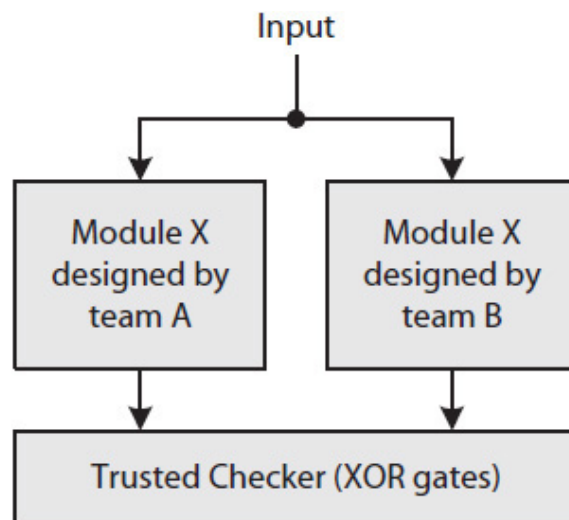 Input
Module X
designed by
team A
Module X
designed by
team B
Trusted Checker (XOR gates)